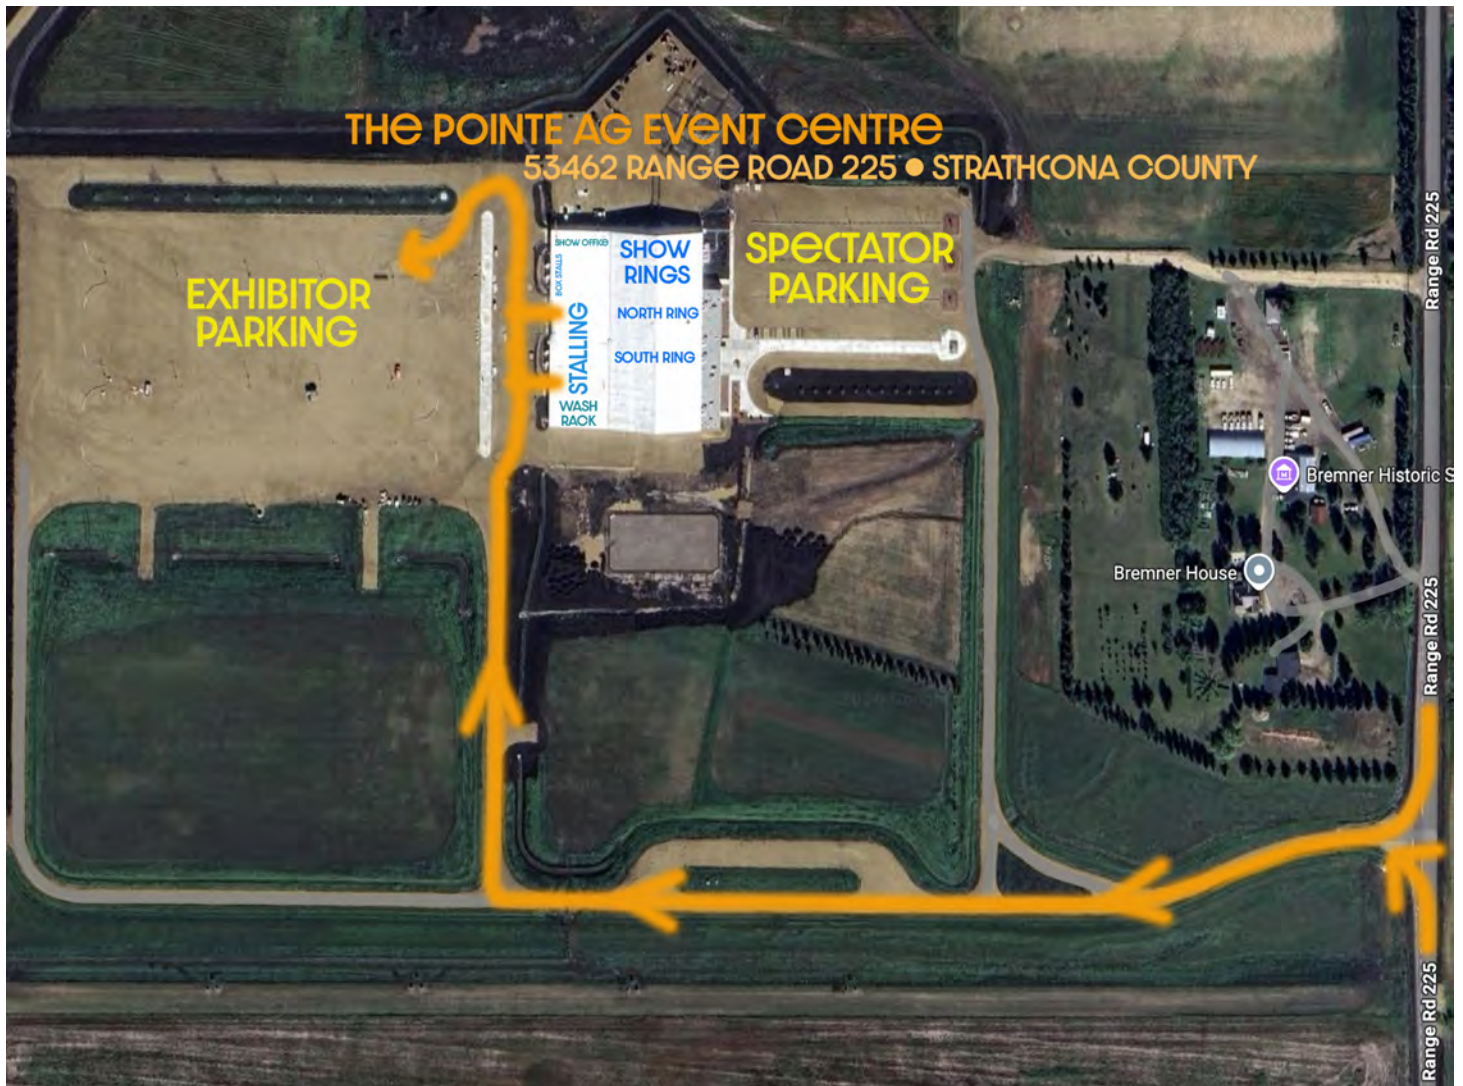 THE POINTE AG EVENT CENTRE
53462 RANGE ROAD 225 ● STRATHCONA COUNTY
Range Rd 225
SHOW OFFICE
BOX STALLS
SHOW
RINGS
SPECTATOR
PARKING
EXHIBITOR
PARKING
STALLING
NORTH RING
SOUTH RING
WASH
RACK
Bremner Historic S
Bremner House
Range Rd 225
Range Rd 225